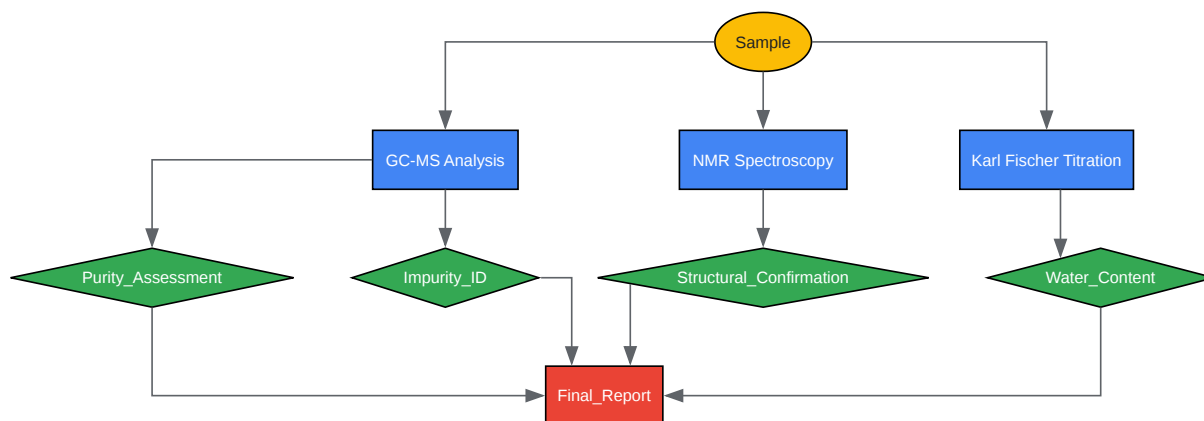 Sample
GC-MS Analysis
NMR Spectroscopy
Karl Fischer Titration
Purity_Assessment
Impurity_ID
Structural_Confirmation
Water_Content
Final_Report